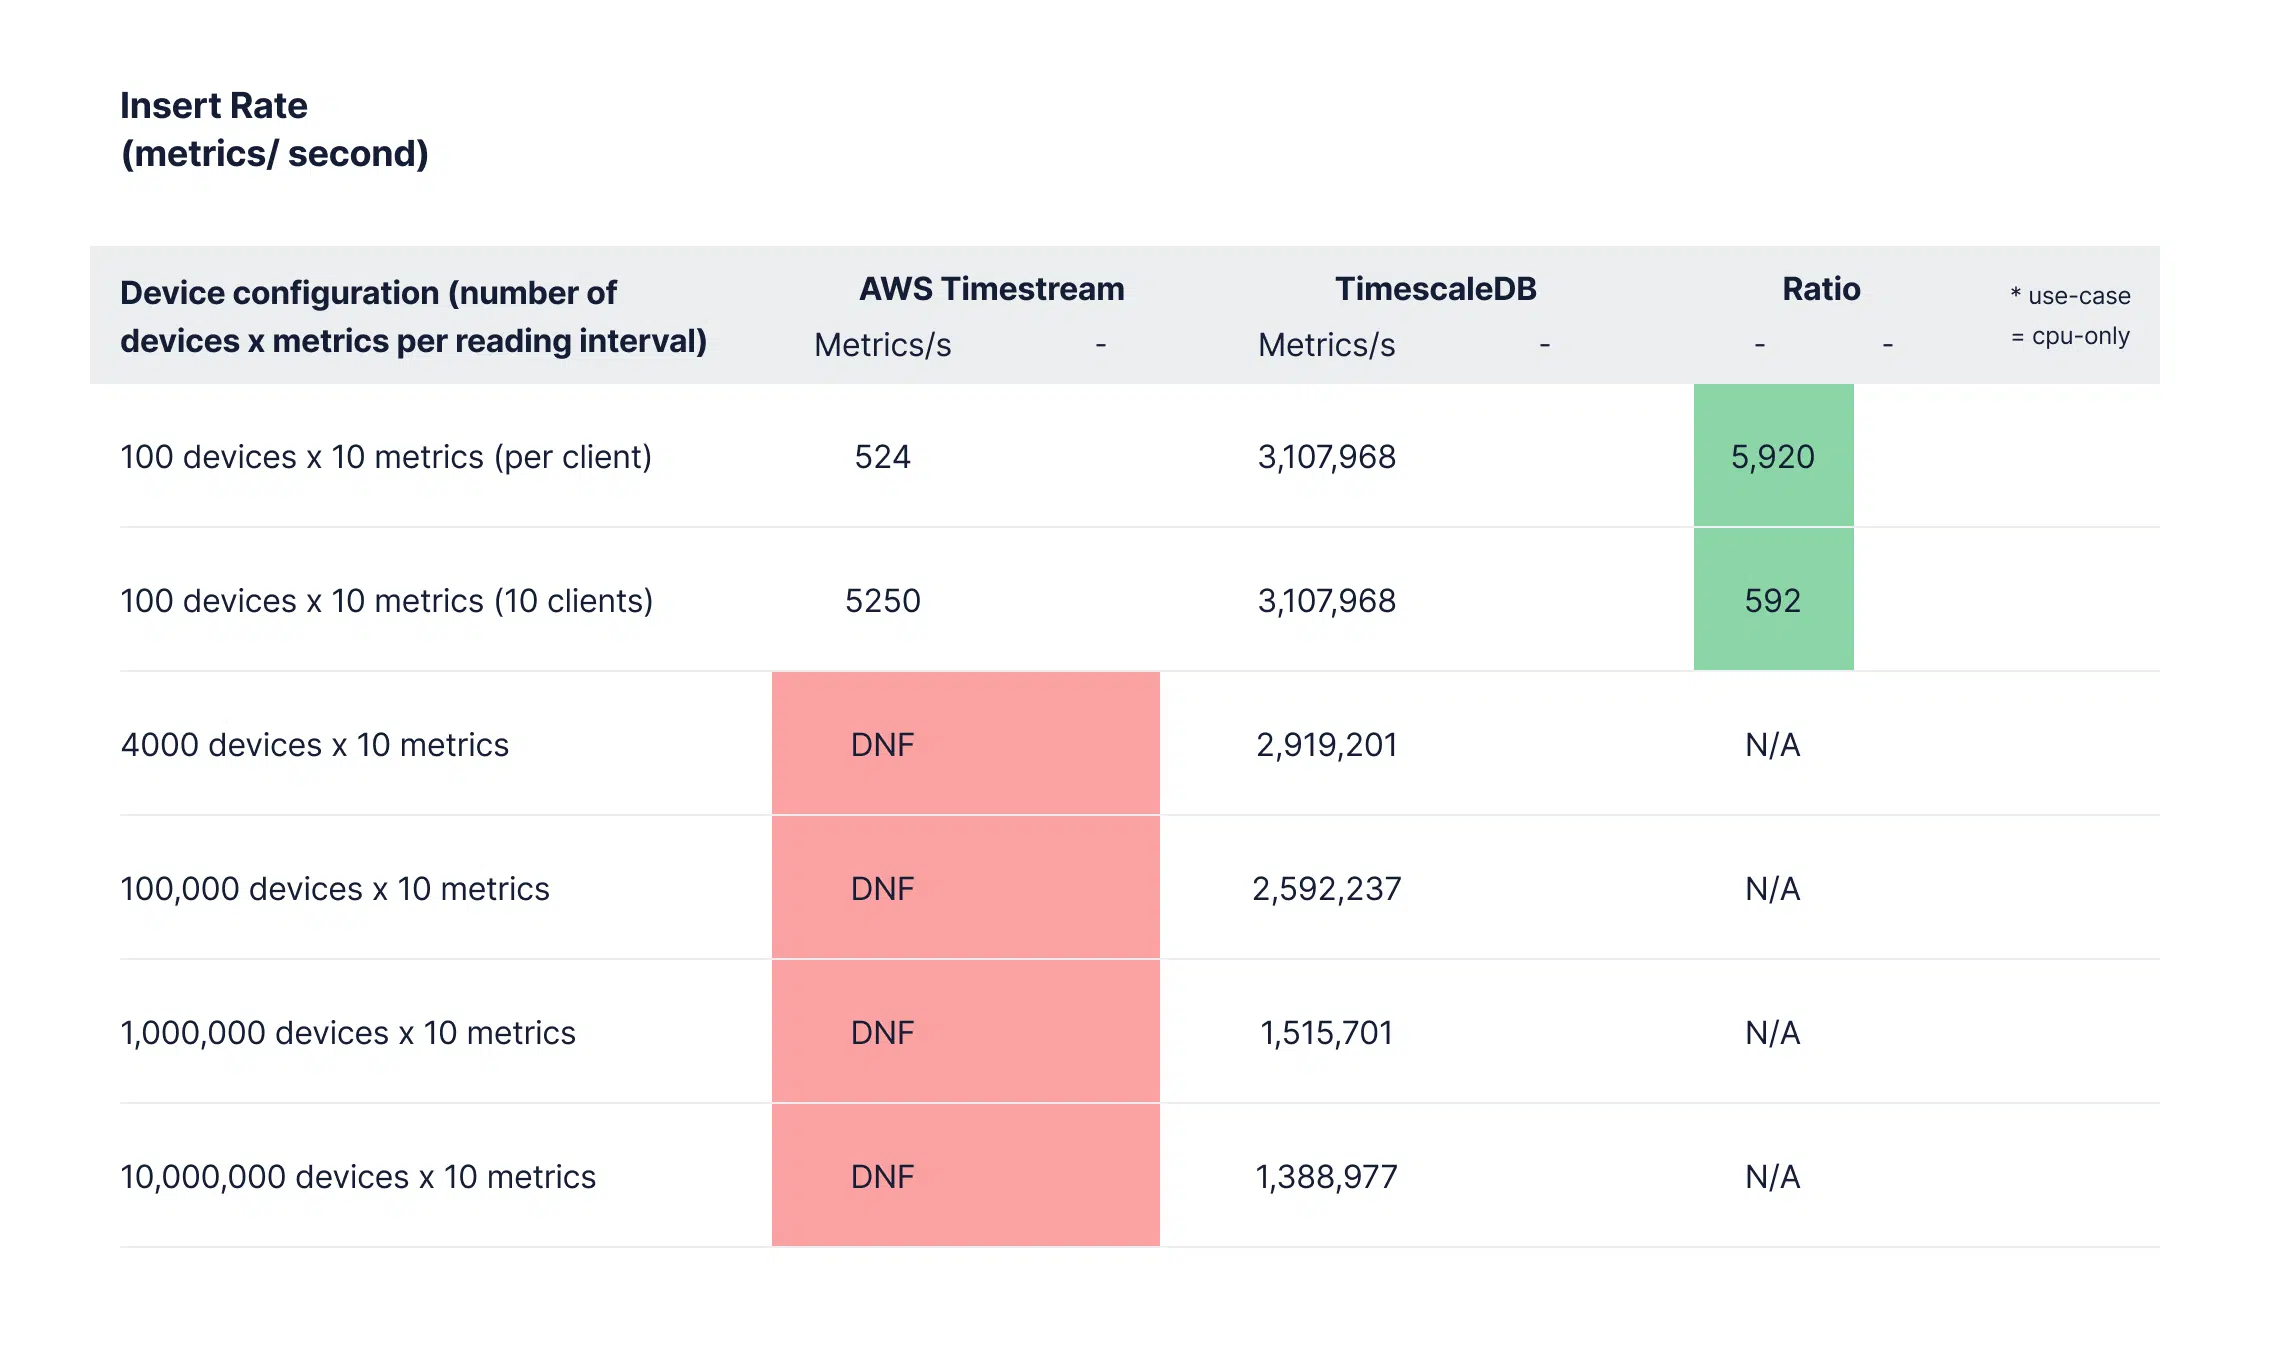 Insert Rate
(metrics/ second)
Device configuration (number of
devices x metrics per reading interval)
AWS Timestream
Metrics/s -
TimescaleDB
Metrics/s -
Ratio
- -
* use-case
= cpu-only
100 devices x 10 metrics (per client) 524 3,107,968 5,920
100 devices x 10 metrics (10 clients) 5250 3,107,968 592
4000 devices x 10 metrics DNF 2,919,201 N/A
100,000 devices x 10 metrics DNF 2,592,237 N/A
1,000,000 devices x 10 metrics DNF 1,515,701 N/A
10,000,000 devices x 10 metrics DNF 1,388,977 N/A